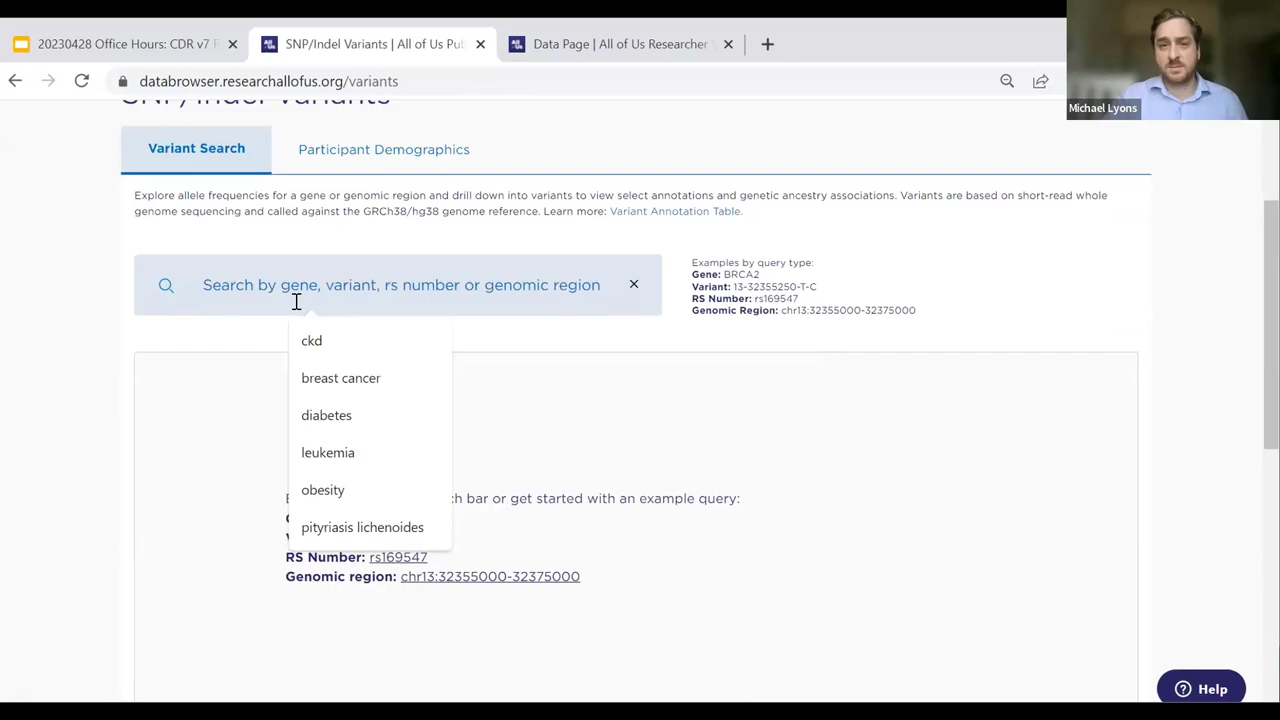 20230428 Office Hours: CDR v7 R
SNP/Indel Variants | All of Us Pub
Data Page | All of Us Researcher
databrowser.researchallofus.org/variants
Michael Lyons
SNP/Indel Variants
Variant Search
Participant Demographics
Explore allele frequencies for a gene or genomic region and drill down into variants to view select annotations and genetic ancestry associations. Variants are based on short-read whole
genome sequencing and called against the GRCh38/hg38 genome reference. Learn more: Variant Annotation Table.
Search by gene, variant, rs number or genomic region
Examples by query type:
Gene: BRCA2
Variant: 13-32355250-T-C
RS Number: rs169547
Genomic Region: chr13:32355000-32375000
ckd
breast cancer
diabetes
leukemia
obesity
pityriasis lichenoides
ch bar or get started with an example query:
RS Number: rs169547
Genomic region: chr13:32355000-32375000
Help